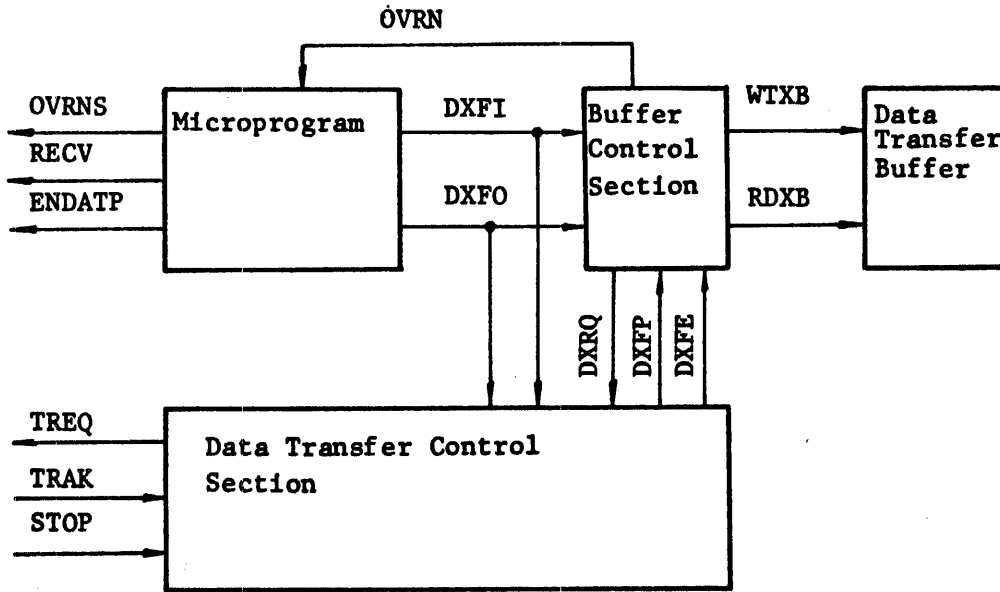 OVRN
OVRNS
RECV
ENDATP
Microprogram
DXFI
DXFO
Buffer
Control
Section
WTXB
RDXB
Data
Transfer
Buffer
DXRQ
DXFP
DXFE
TREQ
TRAK
STOP
Data Transfer Control
Section